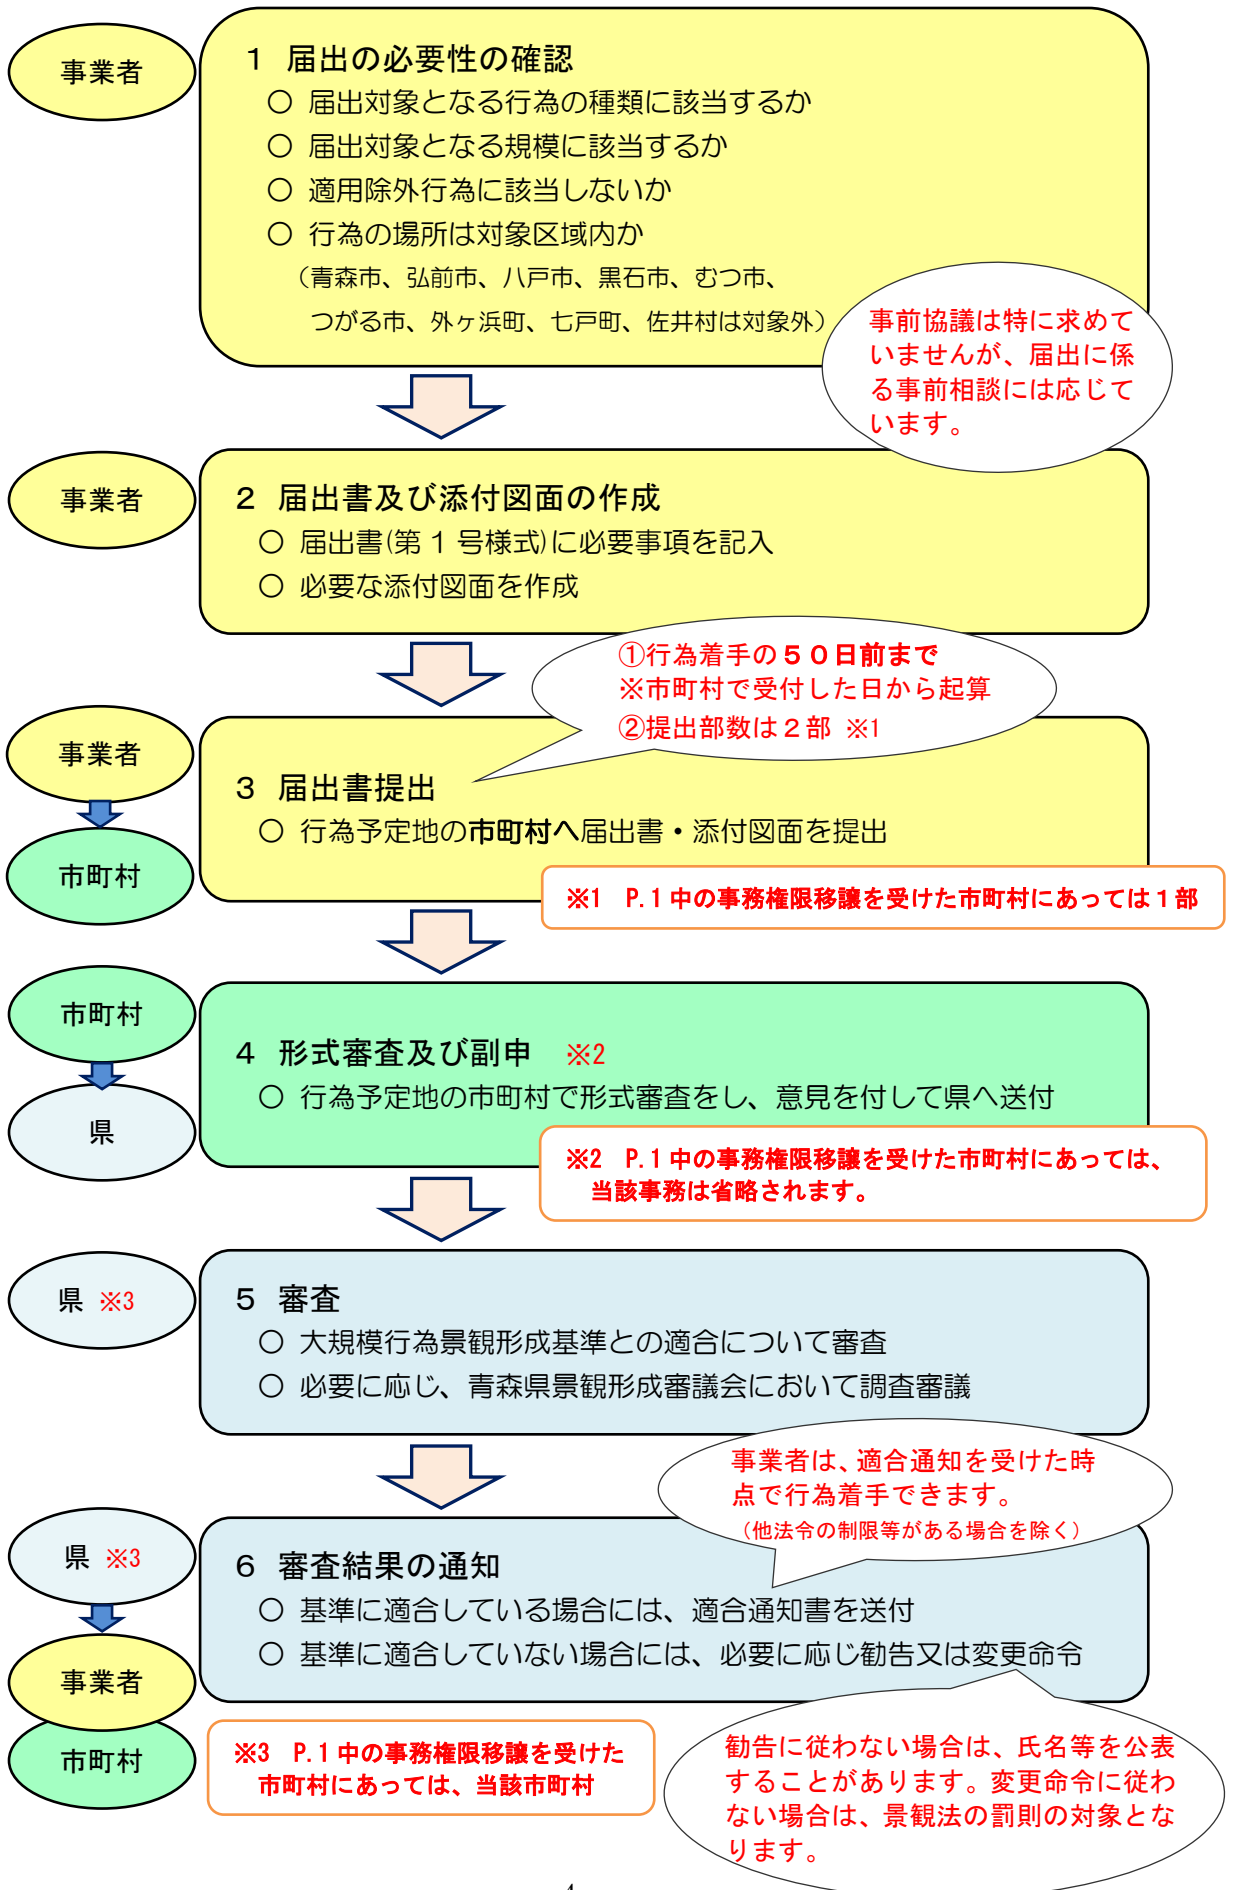 事業者
1 届出の必要性の確認
○ 届出対象となる行為の種類に該当するか
○ 届出対象となる規模に該当するか
○ 適用除外行為に該当しないか
○ 行為の場所は対象区域内か
（青森市、弘前市、八戸市、黒石市、むつ市、
つがる市、外ヶ浜町、七戸町、佐井村は対象外）
事前協議は特に求めて
いませんが、届出に係
る事前相談には応じて
います。
事業者
2 届出書及び添付図面の作成
○ 届出書(第1号様式)に必要事項を記入
○ 必要な添付図面を作成
①行為着手の５０日前まで
※市町村で受付した日から起算
②提出部数は２部 ※1
事業者
市町村
3 届出書提出
○ 行為予定地の市町村へ届出書・添付図面を提出
※1 P.1中の事務権限移譲を受けた市町村にあっては１部
市町村
県
4 形式審査及び副申 ※2
○ 行為予定地の市町村で形式審査をし、意見を付して県へ送付
※2 P.1中の事務権限移譲を受けた市町村にあっては、
当該事務は省略されます。
県 ※3
5 審査
○ 大規模行為景観形成基準との適合について審査
○ 必要に応じ、青森県景観形成審議会において調査審議
事業者は、適合通知を受けた時
点で行為着手できます。
（他法令の制限等がある場合を除く）
県 ※3
事業者
市町村
6 審査結果の通知
○ 基準に適合している場合には、適合通知書を送付
○ 基準に適合していない場合には、必要に応じ勧告又は変更命令
※3 P.1中の事務権限移譲を受けた
市町村にあっては、当該市町村
勧告に従わない場合は、氏名等を公表
することがあります。変更命令に従わ
ない場合は、景観法の罰則の対象とな
ります。